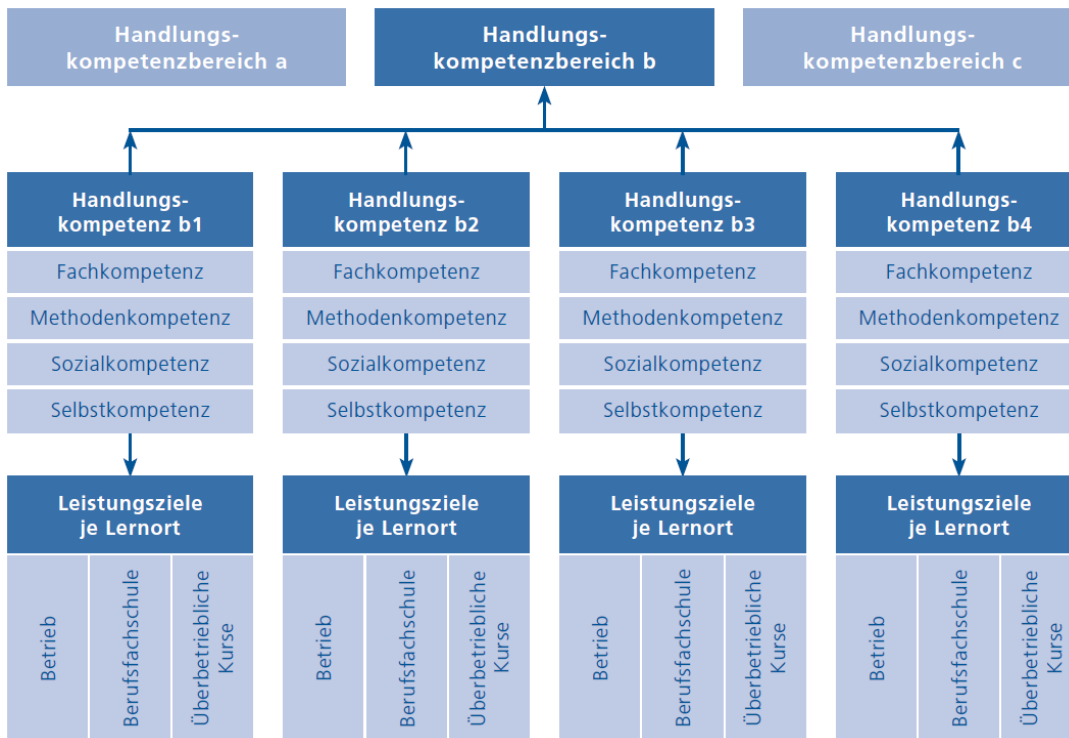 Handlungs-
kompetenzbereich a
Handlungs-
kompetenzbereich b
Handlungs-
kompetenzbereich c
Handlungs-
kompetenz b1
Fachkompetenz
Methodenkompetenz
Sozialkompetenz
Selbstkompetenz
Leistungsziele
je Lernort
Betrieb
Berufsfachschule
Überbetriebliche
Kurse
Handlungs-
kompetenz b2
Fachkompetenz
Methodenkompetenz
Sozialkompetenz
Selbstkompetenz
Leistungsziele
je Lernort
Betrieb
Berufsfachschule
Überbetriebliche
Kurse
Handlungs-
kompetenz b3
Fachkompetenz
Methodenkompetenz
Sozialkompetenz
Selbstkompetenz
Leistungsziele
je Lernort
Betrieb
Berufsfachschule
Überbetriebliche
Kurse
Handlungs-
kompetenz b4
Fachkompetenz
Methodenkompetenz
Sozialkompetenz
Selbstkompetenz
Leistungsziele
je Lernort
Betrieb
Berufsfachschule
Überbetriebliche
Kurse